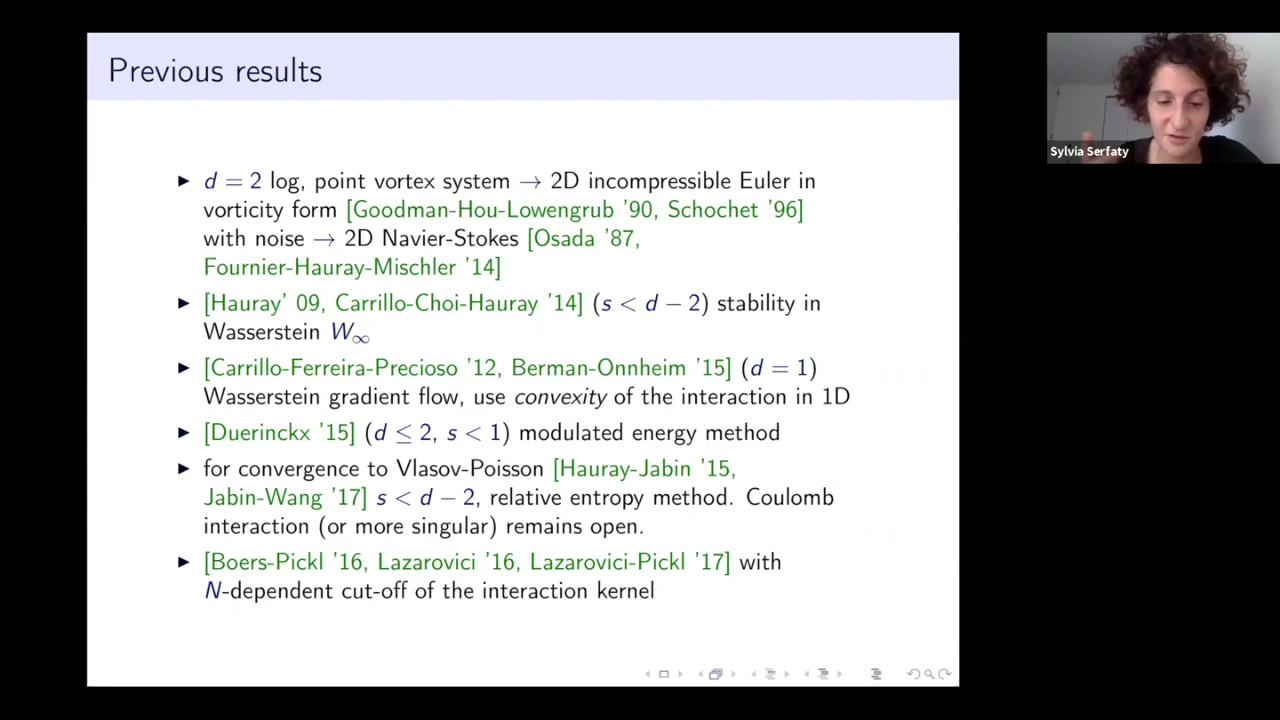 Previous results
▶ d = 2 log, point vortex system → 2D incompressible Euler in
vorticity form [Goodman-Hou-Lowengrub '90, Schochet '96]
with noise → 2D Navier-Stokes [Osada '87,
Fournier-Hauray-Mischler '14]
▶ [Hauray' 09, Carrillo-Choi-Hauray '14] (s < d − 2) stability in
Wasserstein W∞
▶ [Carrillo-Ferreira-Precioso '12, Berman-Onnheim '15] (d = 1)
Wasserstein gradient flow, use convexity of the interaction in 1D
▶ [Duerinckx '15] (d ≤ 2, s < 1) modulated energy method
▶ for convergence to Vlasov-Poisson [Hauray-Jabin '15,
Jabin-Wang '17] s < d − 2, relative entropy method. Coulomb
interaction (or more singular) remains open.
▶ [Boers-Pickl '16, Lazarovici '16, Lazarovici-Pickl '17] with
N-dependent cut-off of the interaction kernel
Sylvia Serfaty